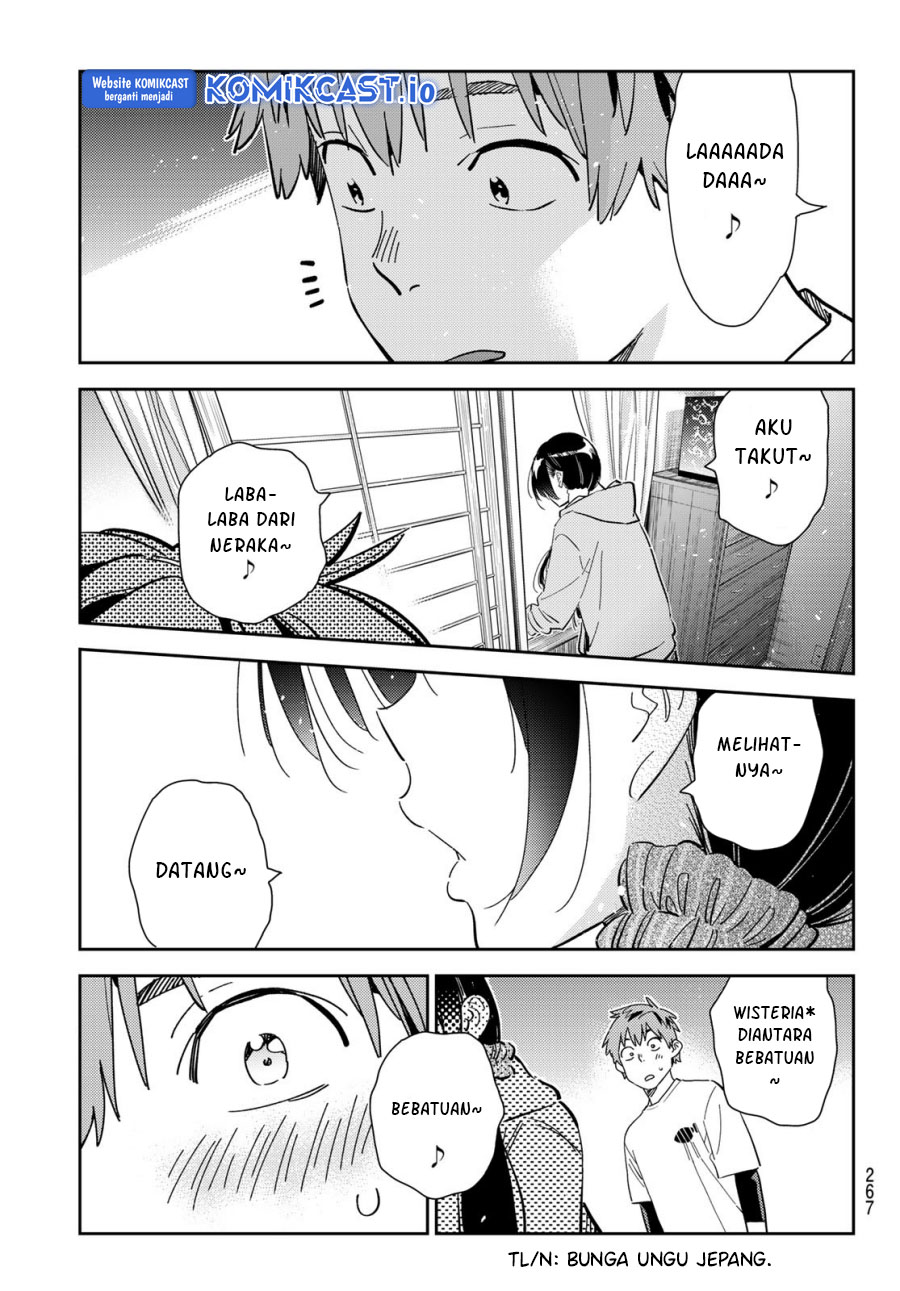 Website KOMIKCAST
berganti menjadi
KOMIKCAST.io
LAAAAADA
DAAA~
AKU
TAKUT~
LABA-
LABA DARI
NERAKA~
MELIHAT-
NYA~
DATANG~
WISTERIA*
DIANTARA
BEBATUAN
~
BEBATUAN~
267
TL/N: BUNGA UNGU JEPANG.